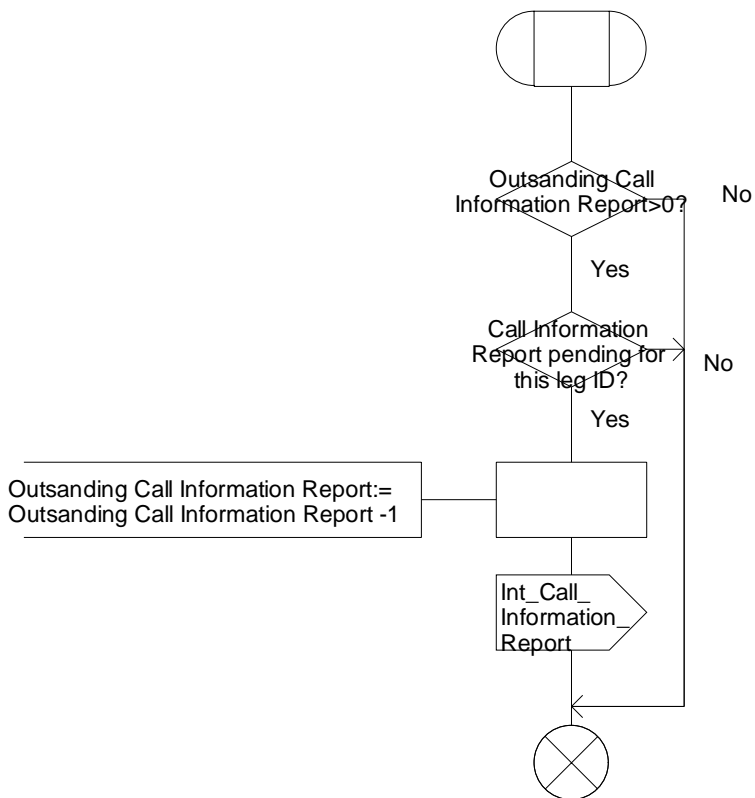 Outsanding Call
Information Report>0?
No
Yes
Call Information
Report pending for
this leg ID?
No
Yes
Outsanding Call Information Report:=
Outsanding Call Information Report -1
Int_Call_
Information_
Report